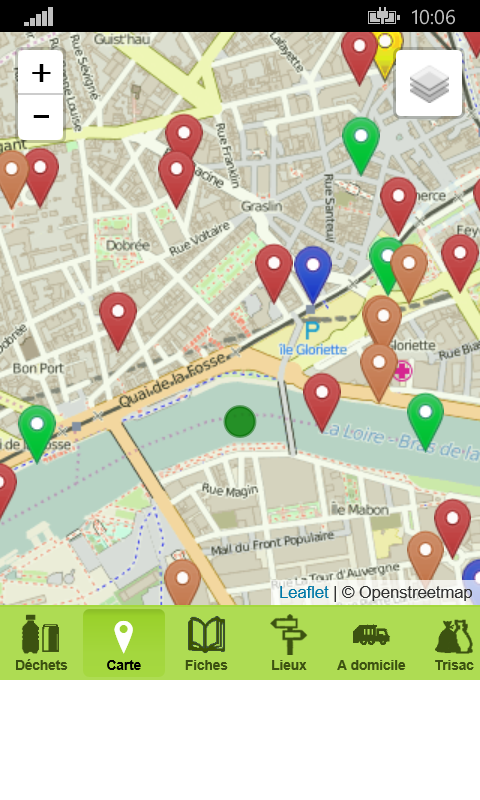 10:06
Guist'hau
Rue de Sévigné
Lafayette
+
−
Rue Franklin
Racine
Rue Santeuil
Graslin
Dobrée
Rue Voltaire
P
île Gloriette
Gloriette
Bon Port
Quai de la Fosse
La Loire - Bras de la
Rue Magin
Île Mabon
Mail du Front Populaire
Rue La Tour d'Auvergne
Leaflet | © Openstreetmap
Déchets
Carte
Fiches
Lieux
A domicile
Trisac